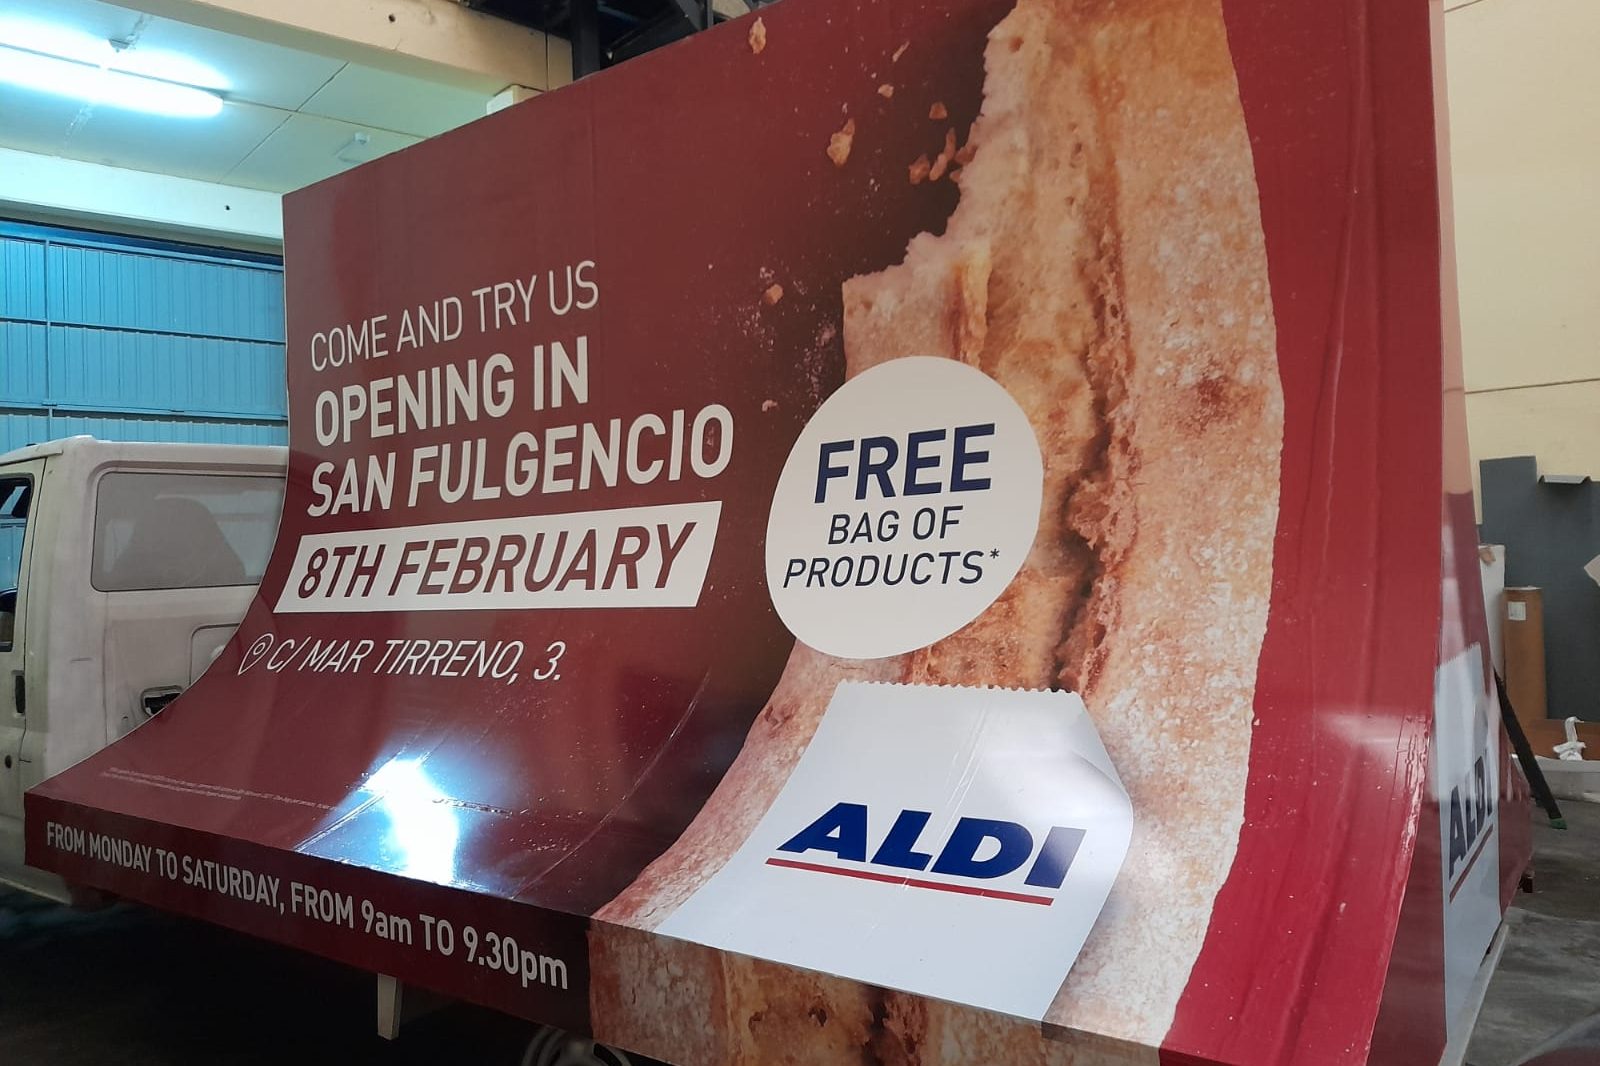 COME AND TRY US
OPENING IN
SAN FULGENCIO
8TH FEBRUARY
C/ MAR TIRRENO, 3.
FREE
BAG OF
PRODUCTS*
ALDI
ALDI
FROM MONDAY TO SATURDAY, FROM 9am TO 9.30pm